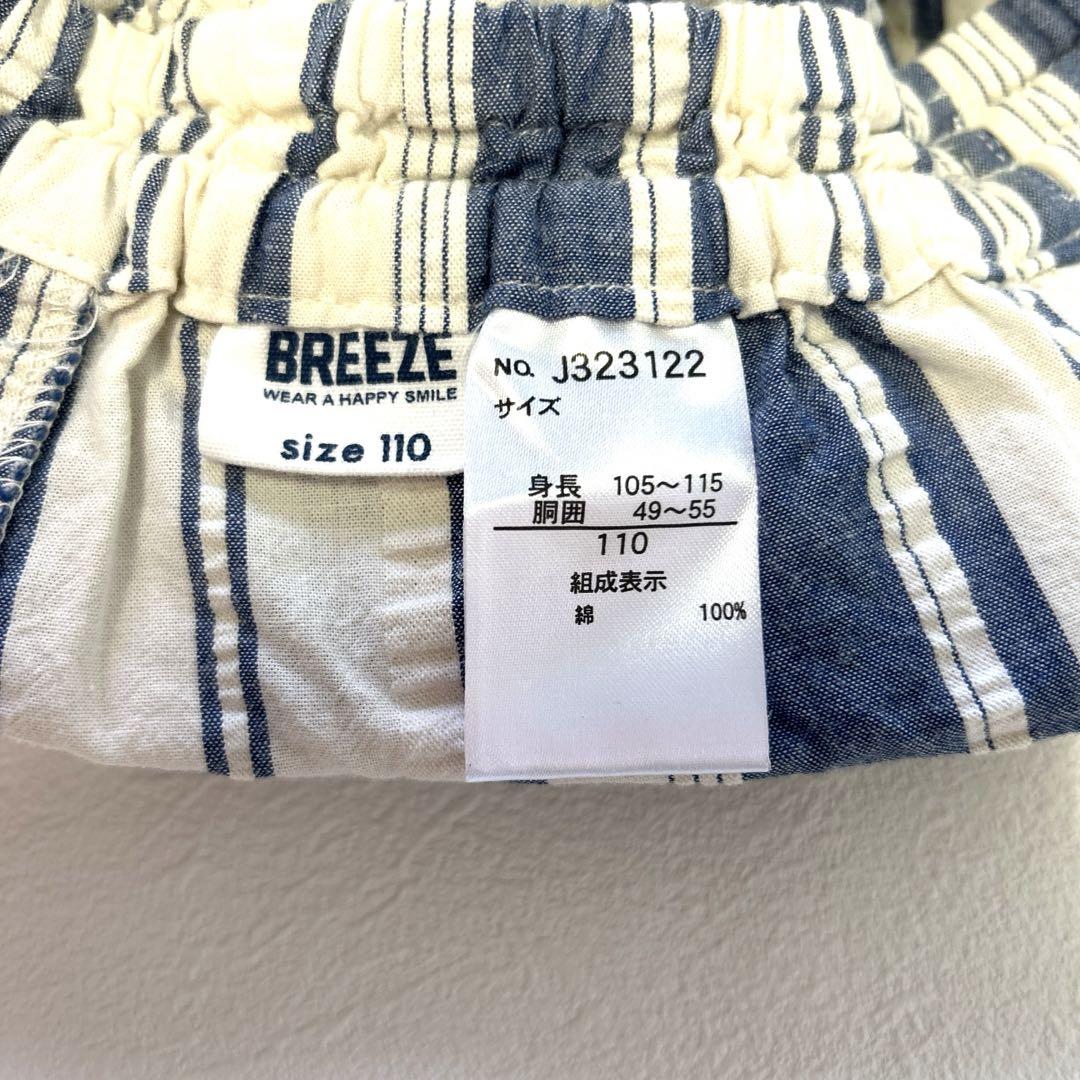 BREEZE
WEAR A HAPPY SMILE
size 110
No. J323122
サイズ
身長 105〜115
胴囲 49〜55
110
組成表示
綿 100%